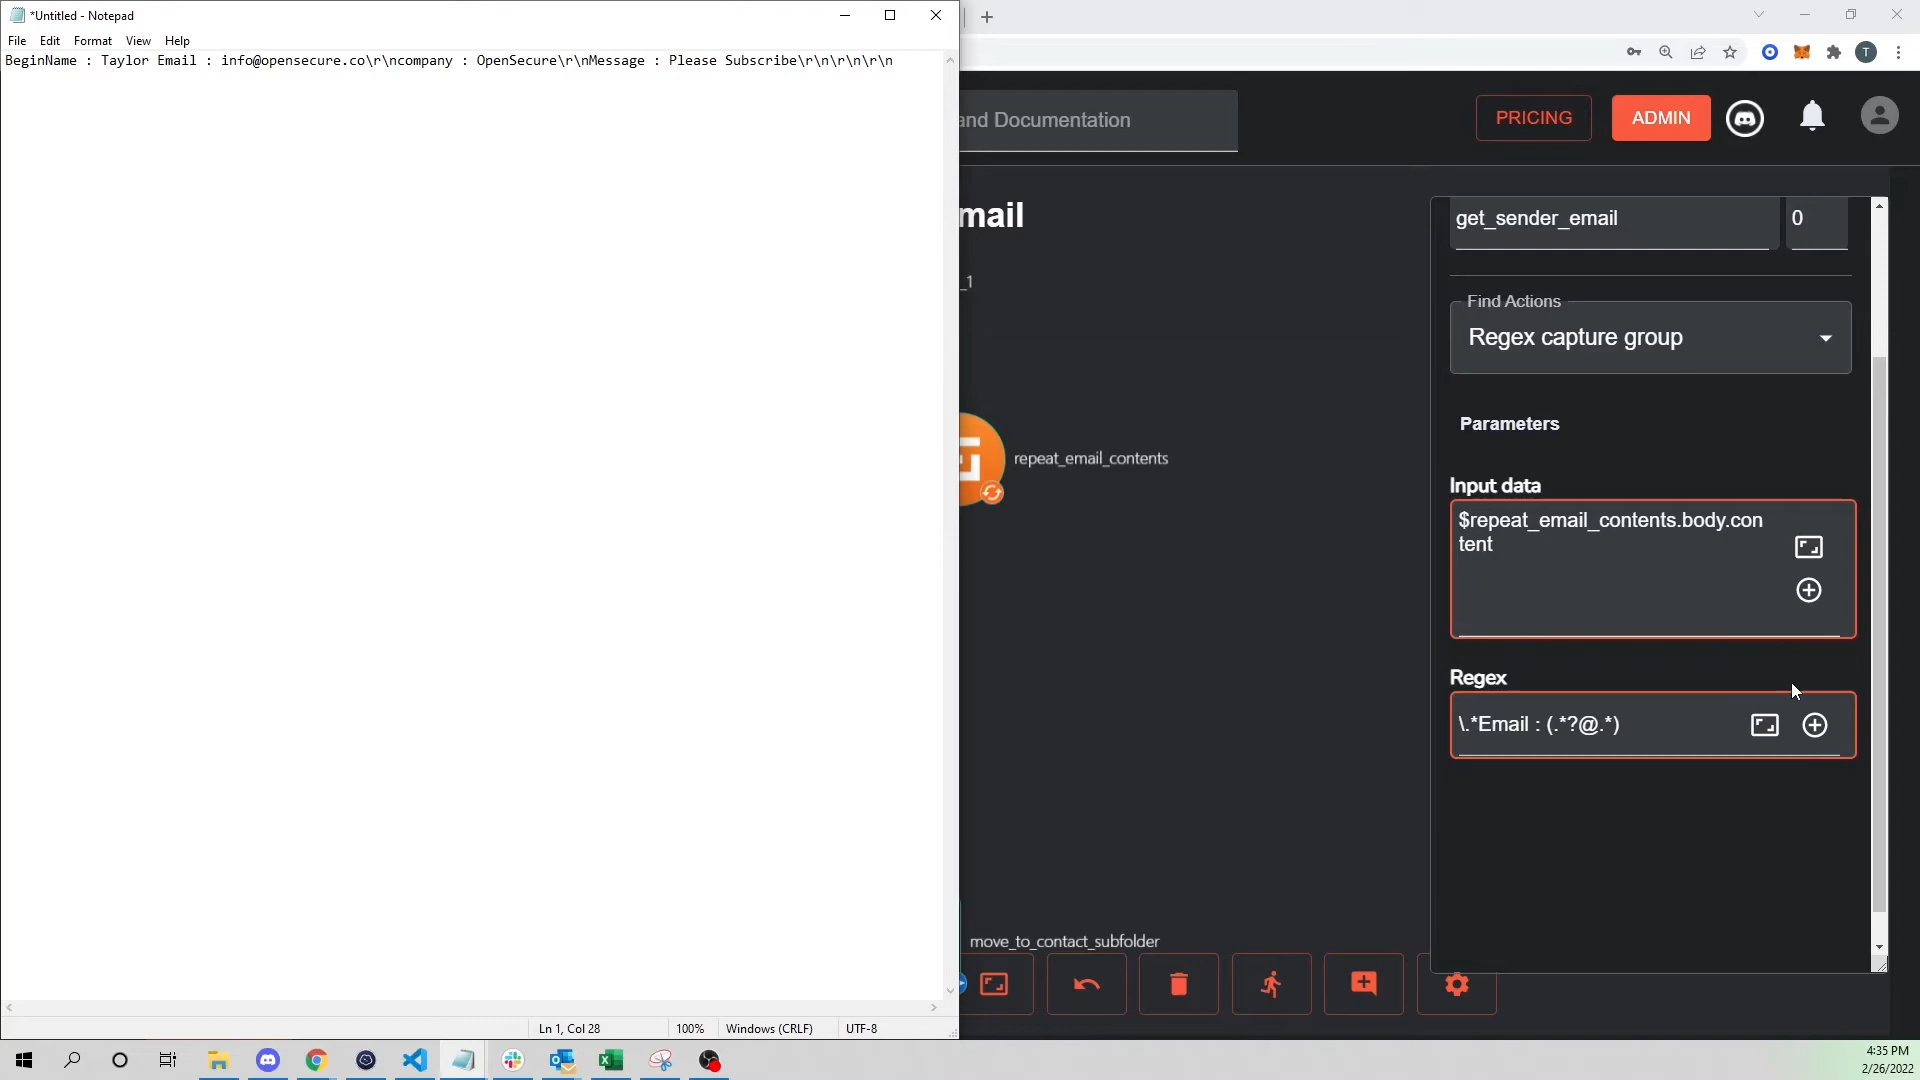 *Untitled - Notepad
File Edit Format View Help
BeginName : Taylor Email : info@opensecure.co\r\ncompany : OpenSecure\r\nMessage : Please Subscribe\r\n\r\n\r\n
Ln 1, Col 28 100% Windows (CRLF) UTF-8
T
and Documentation
PRICING
ADMIN
mail
_1
repeat_email_contents
move_to_contact_subfolder
get_sender_email 0
Find Actions
Regex capture group
Parameters
Input data
$repeat_email_contents.body.con
tent
Regex
\.*Email : (.*?@.*)
4:35 PM
2/26/2022